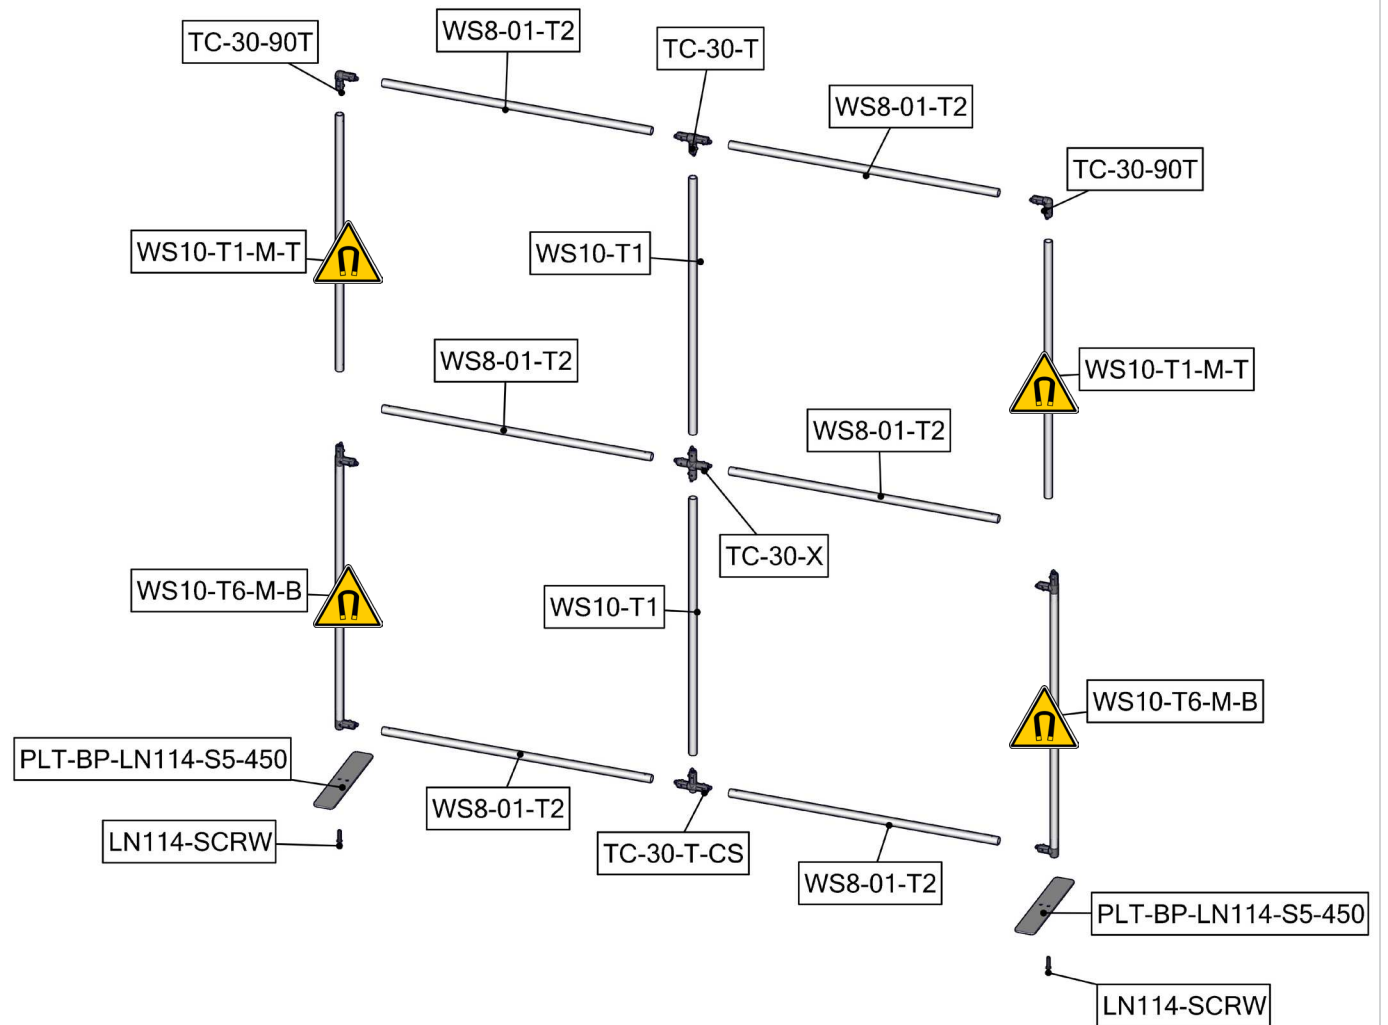 WS8-01-T2
TC-30-90T
TC-30-T
WS8-01-T2
TC-30-90T
WS10-T1-M-T
WS10-T1
WS8-01-T2
WS10-T1-M-T
WS8-01-T2
TC-30-X
WS10-T6-M-B
WS10-T1
WS10-T6-M-B
PLT-BP-LN114-S5-450
WS8-01-T2
LN114-SCRW
TC-30-T-CS
WS8-01-T2
PLT-BP-LN114-S5-450
LN114-SCRW